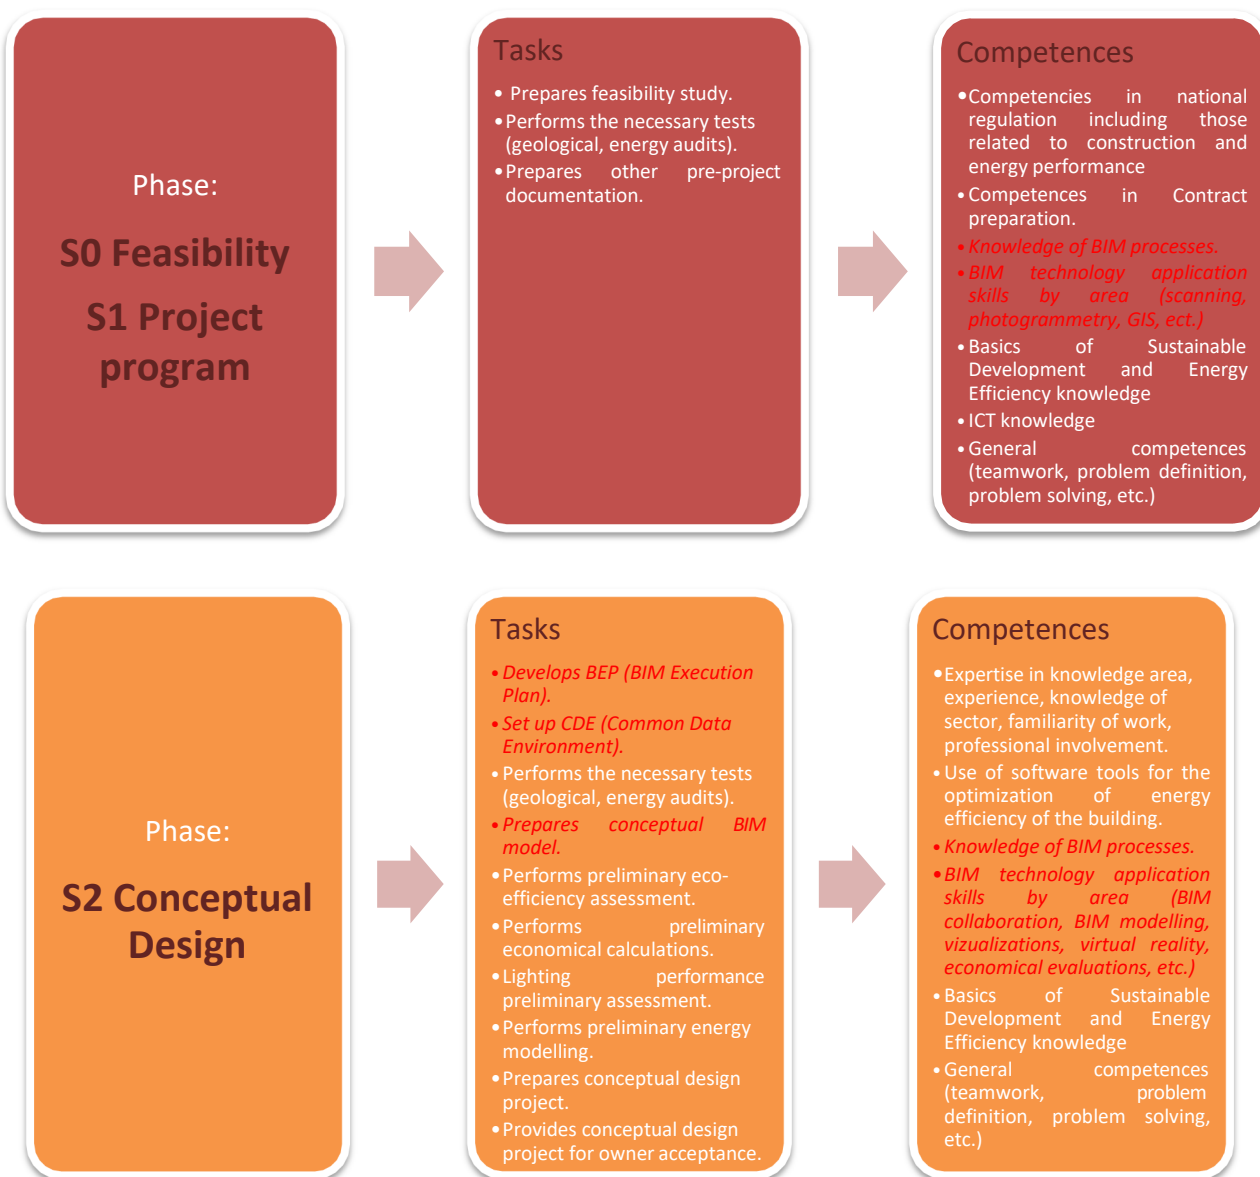 Phase:
S0 Feasibility
S1 Project
program
Tasks
• Prepares feasibility study.
• Performs the necessary tests
(geological, energy audits).
• Prepares other pre-project
documentation.
Competences
• Competencies in national
regulation including those
related to construction and
energy performance
• Competences in Contract
preparation.
• Knowledge of BIM processes.
• BIM technology application
skills by area (scanning,
photogrammetry, GIS, ect.)
• Basics of Sustainable
Development and Energy
Efficiency knowledge
• ICT knowledge
• General competences
(teamwork, problem definition,
problem solving, etc.)
Phase:
S2 Conceptual
Design
Tasks
• Develops BEP (BIM Execution
Plan).
• Set up CDE (Common Data
Environment).
• Performs the necessary tests
(geological, energy audits).
• Prepares conceptual BIM
model.
• Performs preliminary eco-
efficiency assessment.
• Performs preliminary
economical calculations.
• Lighting performance
preliminary assessment.
• Performs preliminary energy
modelling.
• Prepares conceptual design
project.
• Provides conceptual design
project for owner acceptance.
Competences
• Expertise in knowledge area,
experience, knowledge of
sector, familiarity of work,
professional involvement.
• Use of software tools for the
optimization of energy
efficiency of the building.
• Knowledge of BIM processes.
• BIM technology application
skills by area (BIM
collaboration, BIM modelling,
vizualizations, virtual reality,
economical evaluations, etc.)
• Basics of Sustainable
Development and Energy
Efficiency knowledge
• General competences
(teamwork, problem
definition, problem solving,
etc.)